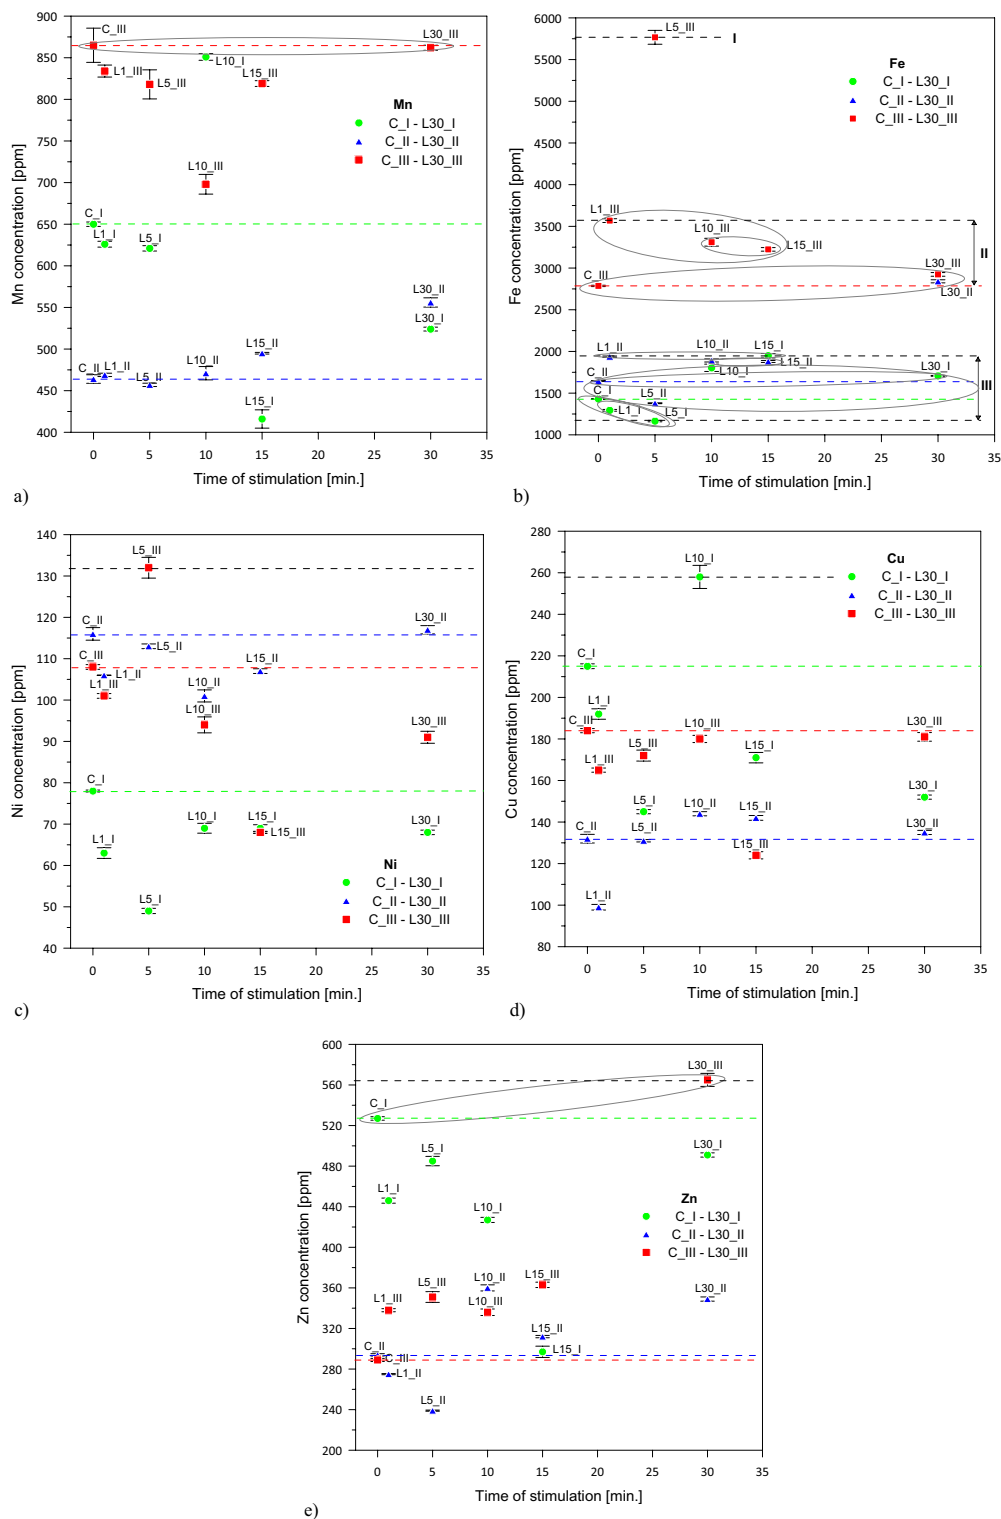 Mn concentration [ppm]
900
850
800
750
700
650
600
550
500
450
400
C_III
L1_III
L5_III
L10_I
L15_III
L30_III
Mn
C_I - L30_I
C_II - L30_II
C_III - L30_III
L10_III
C_I
L1_I
L5_I
L30_II
L30_I
L15_II
L10_II
C_II
L1_II
L5_II
L15_I
0 5 10 15 20 25 30 35
Time of stimulation [min.]
a)
Fe concentration [ppm]
6000
5500
5000
4500
4000
3500
3000
2500
2000
1500
1000
L5_III
I
Fe
C_I - L30_I
C_II - L30_II
C_III - L30_III
L1_III
L10_III
L15_III
II
C_III
L30_III
L30_II
L1_II
L10_II
L15_I
L10_I
L15_II
L30_I
C_II
C_I
L5_II
III
L1_I
L5_I
0 5 10 15 20 25 30 35
Time of stimulation [min.]
b)
Ni concentration [ppm]
140
130
120
110
100
90
80
70
60
50
40
L5_III
C_II
L30_II
L5_II
C_III
L1_II
L15_II
L1_III
L10_II
L10_III
L30_III
C_I
L10_I
L15_I
L15_III
L30_I
L1_I
L5_I
Ni
C_I - L30_I
C_II - L30_II
C_III - L30_III
0 5 10 15 20 25 30 35
Time of stimulation [min.]
c)
Cu concentration [ppm]
280
260
240
220
200
180
160
140
120
100
80
L10_I
Cu
C_I - L30_I
C_II - L30_II
C_III - L30_III
C_I
L1_I
C_III
L10_III
L30_III
L5_III
L15_I
L1_III
L30_I
L5_I
L10_II
L15_II
C_II
L5_II
L30_II
L15_III
L1_II
0 5 10 15 20 25 30 35
Time of stimulation [min.]
d)
Zn concentration [ppm]
600
560
520
480
440
400
360
320
280
240
200
L30_III
C_I
L5_I
L30_I
L1_I
L10_I
Zn
C_I - L30_I
C_II - L30_II
C_III - L30_III
L1_III
L5_III
L10_II
L15_III
L10_III
L30_II
L15_II
L15_I
C_II
C_III
L1_II
L5_II
0 5 10 15 20 25 30 35
Time of stimulation [min.]
e)